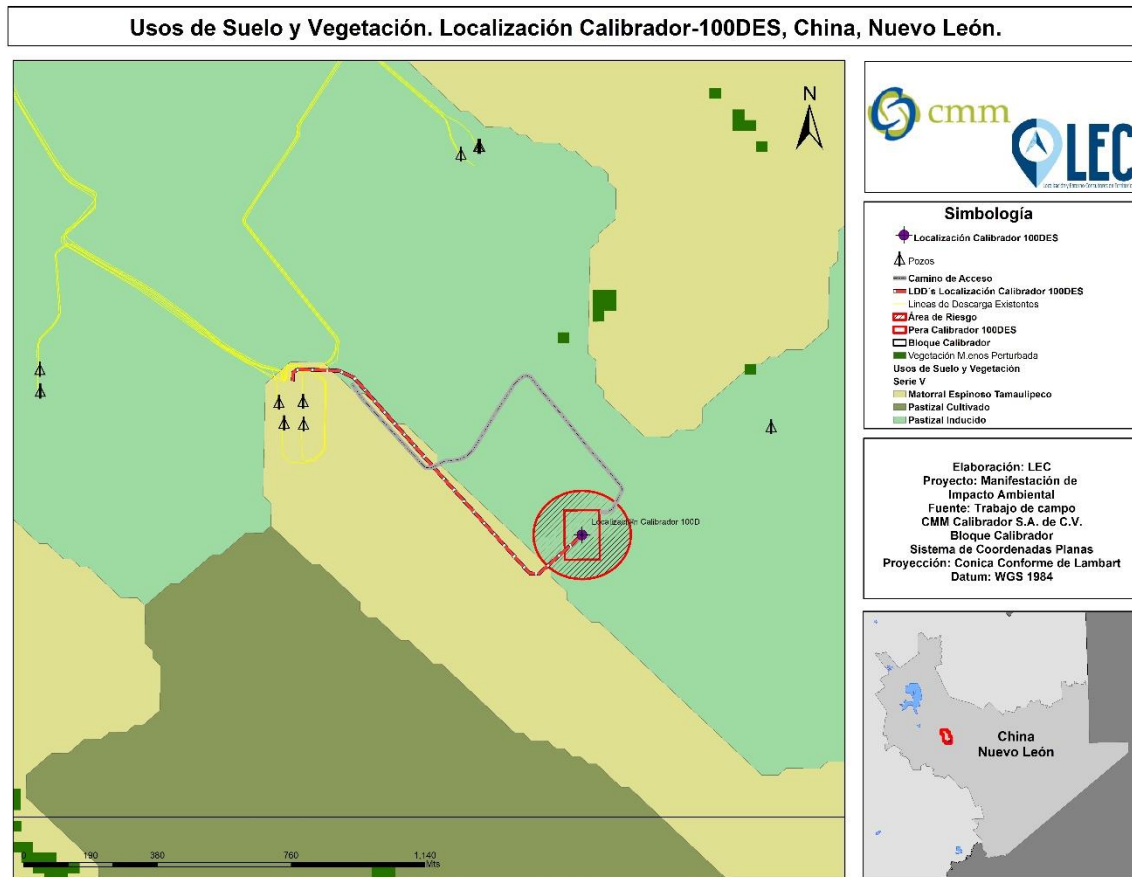 Usos de Suelo y Vegetación. Localización Calibrador-100DES, China, Nuevo León.
N
Localización Calibrador 100D
0 190 380 760 1,140
Mts
cmm
LEC
Simbología
Localización Calibrador 100DES
Pozos
Camino de Acceso
LDD´s Localización Calibrador 100DES
Lineas de Descarga Existentes
Área de Riesgo
Pera Calibrador 100DES
Bloque Calibrador
Vegetación M.enos Perturbada
Usos de Suelo y Vegetación
Serie V
Matorral Espinoso Tamaulipeco
Pastizal Cultivado
Pastizal Inducido
Elaboración: LEC
Proyecto: Manifestación de
Impacto Ambiental
Fuente: Trabajo de campo
CMM Calibrador S.A. de C.V.
Bloque Calibrador
Sistema de Coordenadas Planas
Proyección: Conica Conforme de Lambart
Datum: WGS 1984
China
Nuevo León